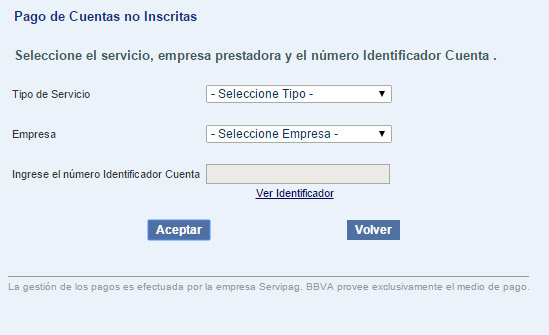 Pago de Cuentas no Inscritas
Seleccione el servicio, empresa prestadora y el número Identificador Cuenta .
Tipo de Servicio - Seleccione Tipo -
Empresa - Seleccione Empresa -
Ingrese el número Identificador Cuenta
Ver Identificador
Aceptar Volver
La gestión de los pagos es efectuada por la empresa Servipag. BBVA provee exclusivamente el medio de pago.